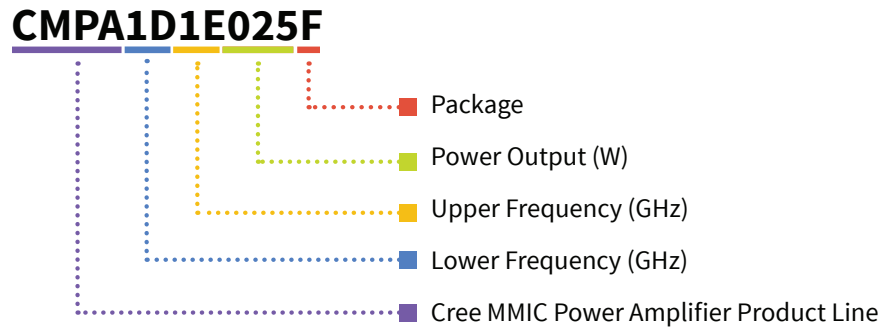 CMPA1D1E025F
Package
Power Output (W)
Upper Frequency (GHz)
Lower Frequency (GHz)
Cree MMIC Power Amplifier Product Line